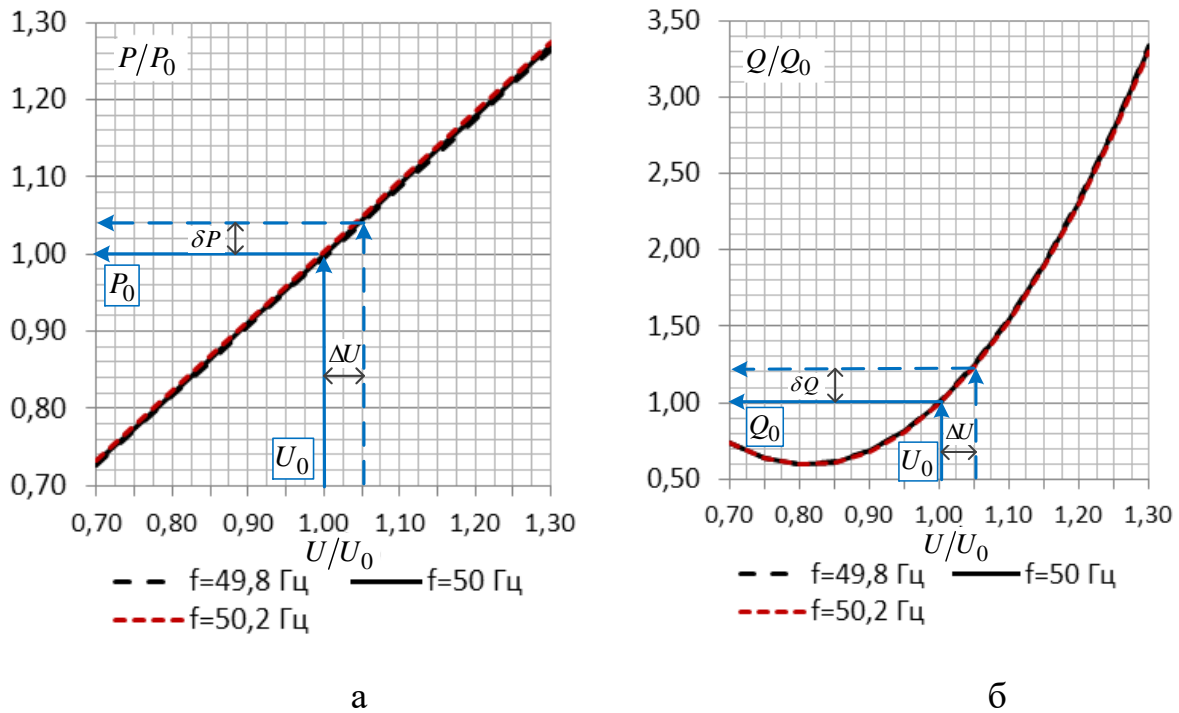 1,30
P/P0
1,20
1,10
δP
1,00
P0
0,90
ΔU
0,80
U0
0,70
0,70 0,80 0,90 1,00 1,10 1,20 1,30
U/U0
f=49,8 Гц f=50 Гц
f=50,2 Гц
а
3,50
Q/Q0
3,00
2,50
2,00
1,50
δQ
1,00
Q0
ΔU
U0
0,50
0,70 0,80 0,90 1,00 1,10 1,20 1,30
U/U0
f=49,8 Гц f=50 Гц
f=50,2 Гц
б